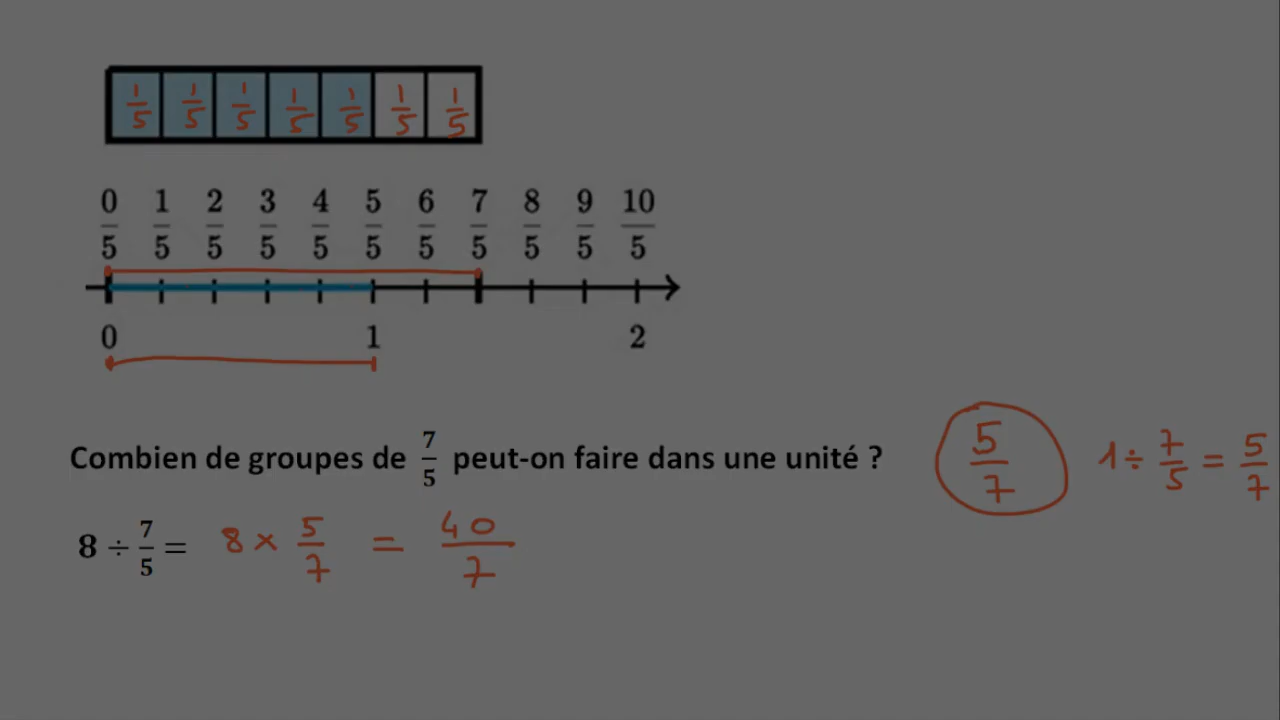 1/5 1/5 1/5 1/5 1/5 1/5 1/5
0/5 1/5 2/5 3/5 4/5 5/5 6/5 7/5 8/5 9/5 10/5
0 1 2
Combien de groupes de 7/5 peut-on faire dans une unité ? 5/7 1 ÷ 7/5 = 5/7
8 ÷ 7/5 = 8 × 5/7 = 40/7